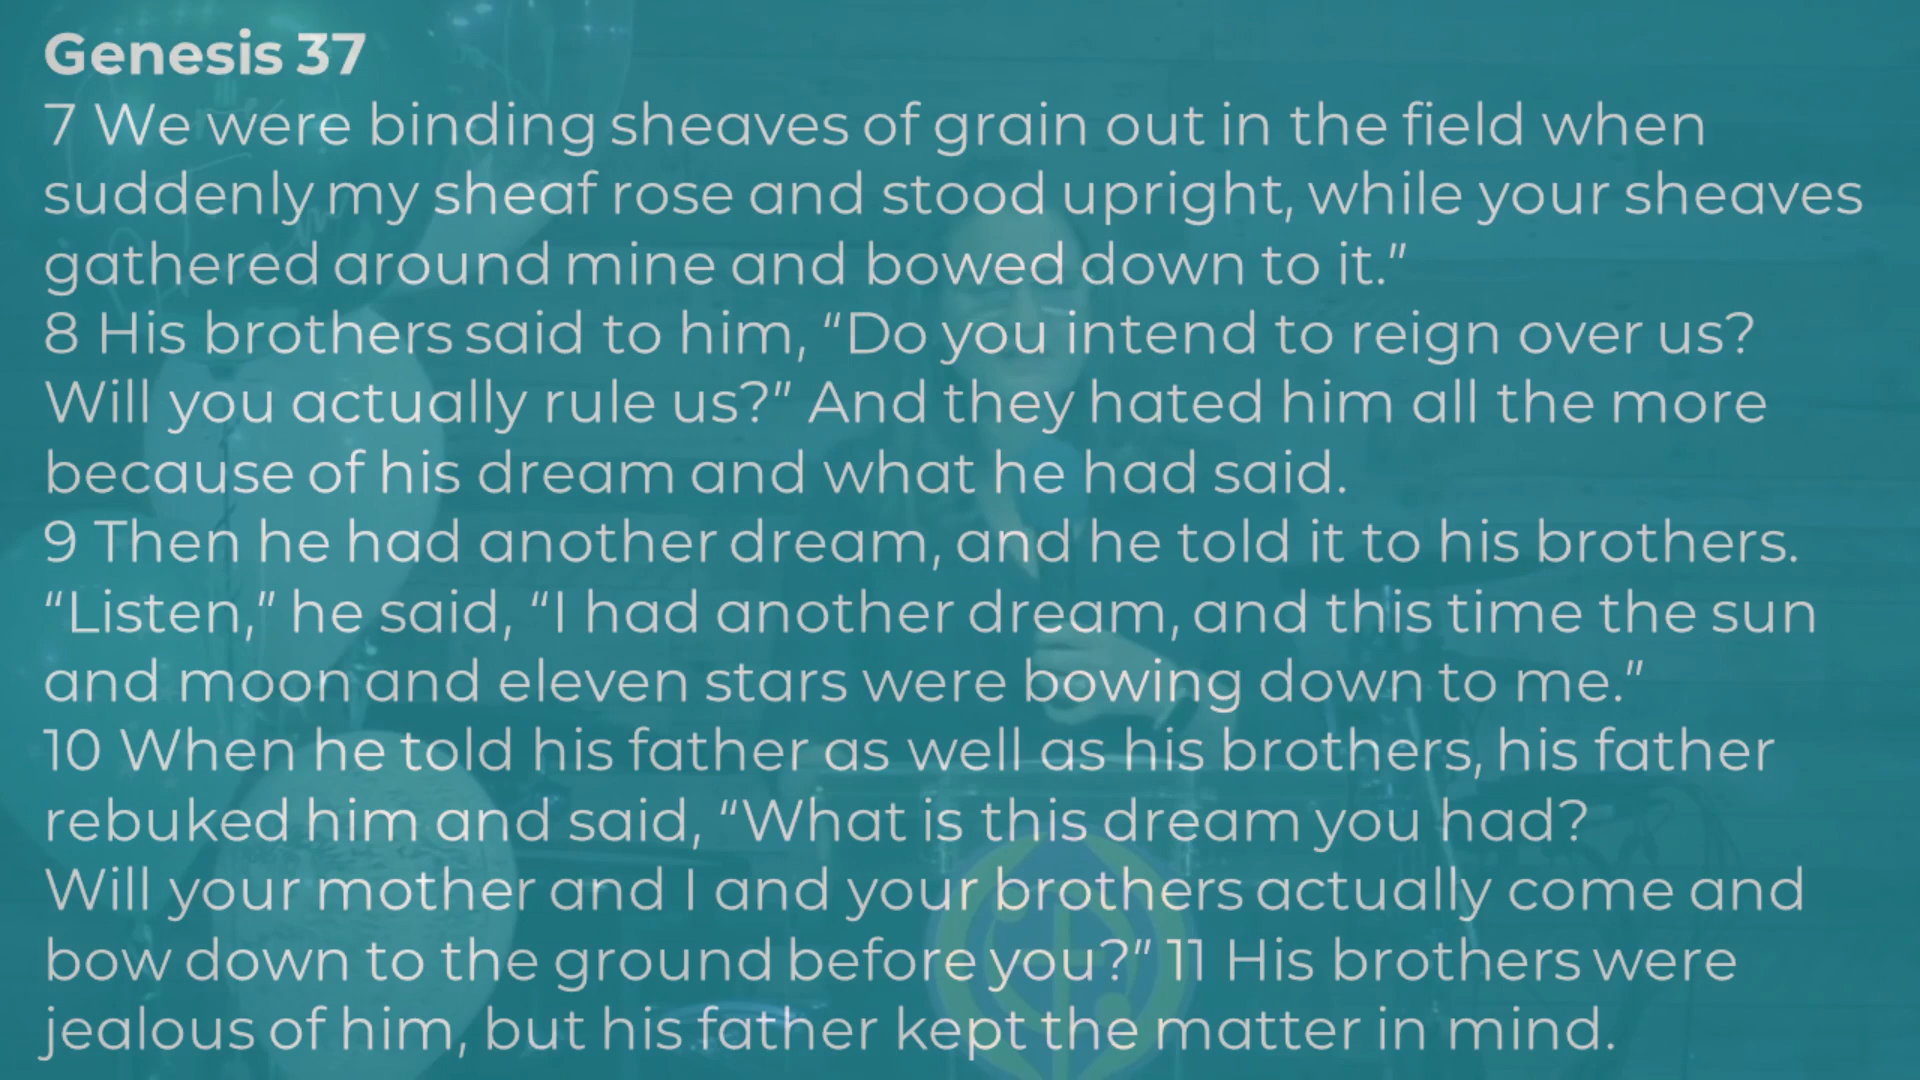 Genesis 37
7 We were binding sheaves of grain out in the field when
suddenly my sheaf rose and stood upright, while your sheaves
gathered around mine and bowed down to it.”
8 His brothers said to him, “Do you intend to reign over us?
Will you actually rule us?” And they hated him all the more
because of his dream and what he had said.
9 Then he had another dream, and he told it to his brothers.
“Listen,” he said, “I had another dream, and this time the sun
and moon and eleven stars were bowing down to me.”
10 When he told his father as well as his brothers, his father
rebuked him and said, “What is this dream you had?
Will your mother and I and your brothers actually come and
bow down to the ground before you?” 11 His brothers were
jealous of him, but his father kept the matter in mind.